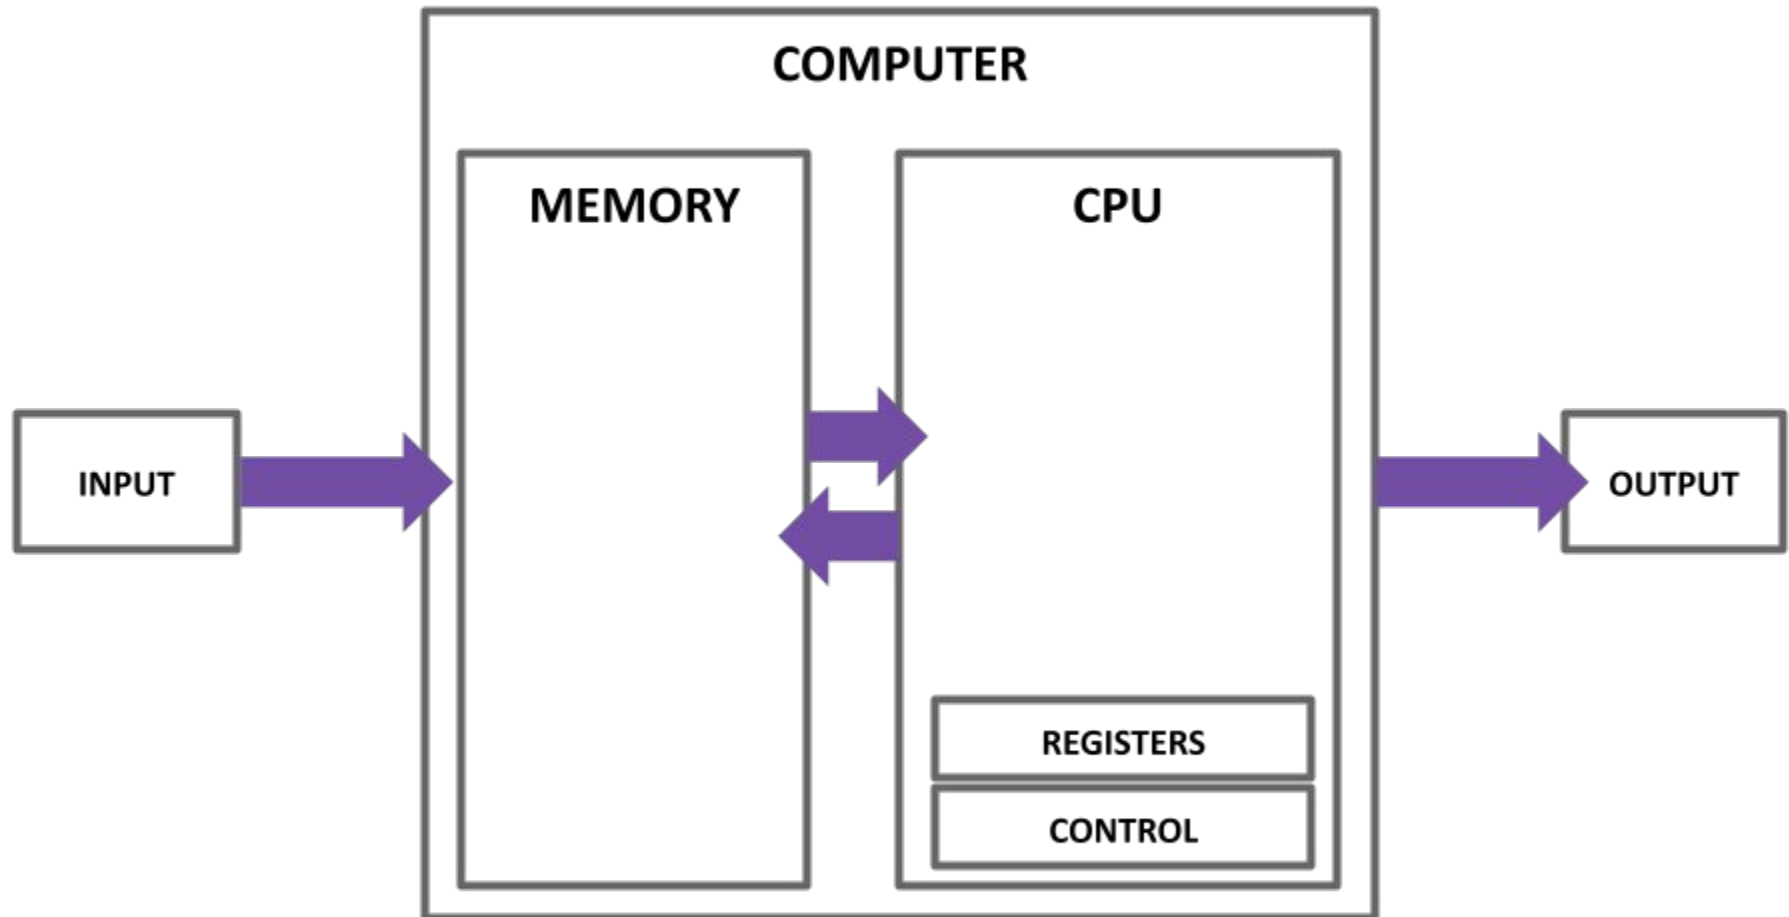 COMPUTER
MEMORY
CPU
INPUT
OUTPUT
REGISTERS
CONTROL